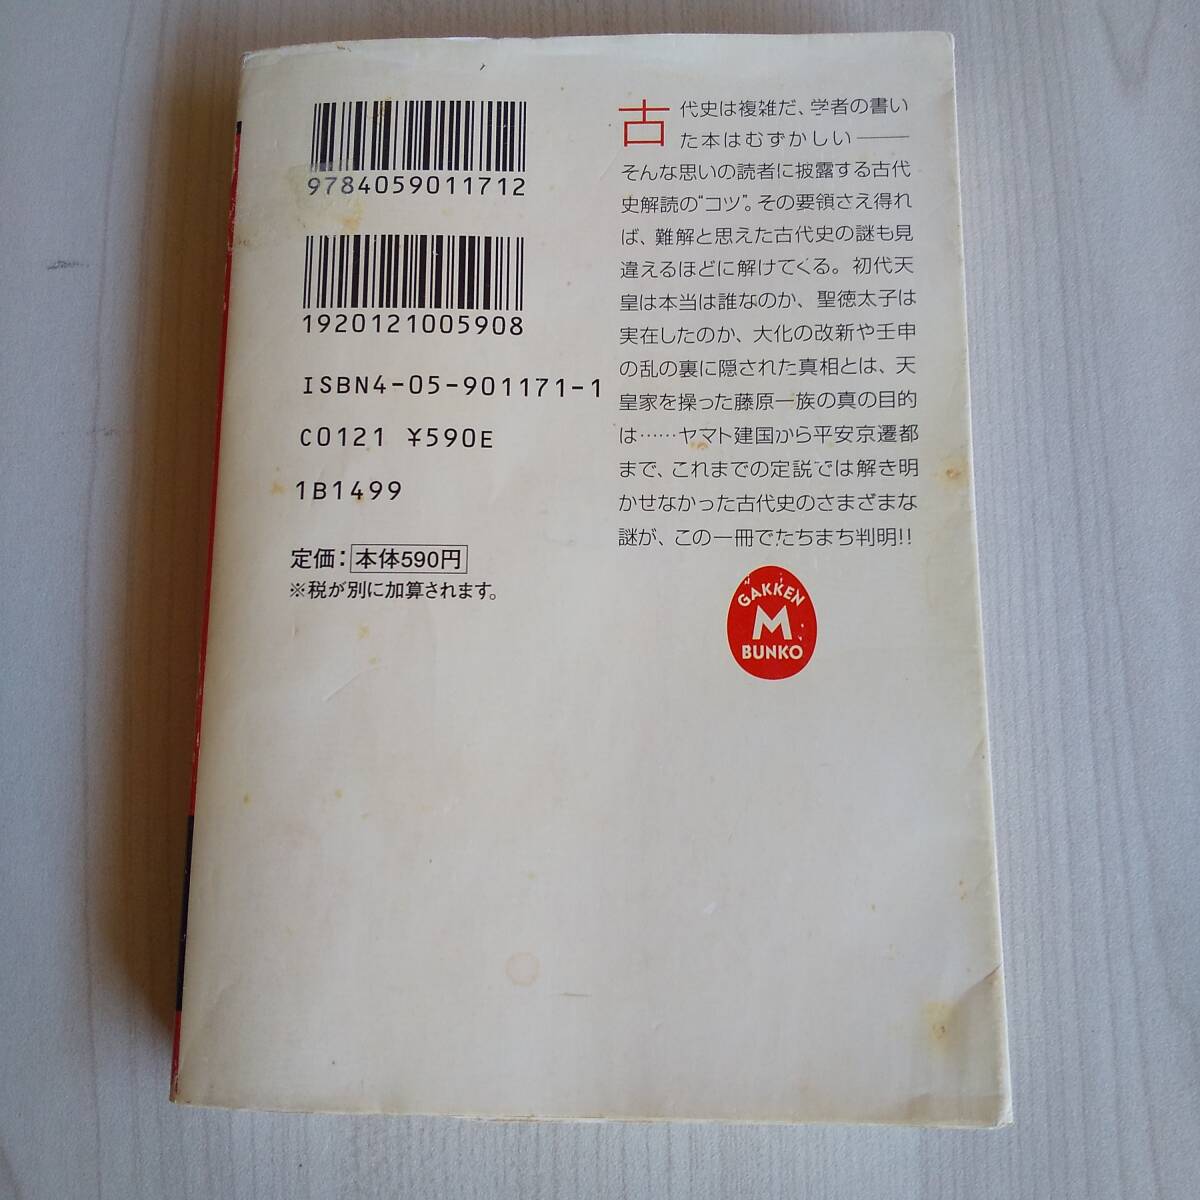 9784059011712
1920121005908
ISBN4-05-901171-1
C0121 ¥590E
1B1499
定価：本体590円
※税が別に加算されます。
古代史は複雑だ、学者の書い
た本はむずかしい――
そんな思いの読者に披露する古代
史解読の“コツ”。その要領さえ得れ
ば、難解と思えた古代史の謎も見
違えるほどに解けてくる。初代天
皇は本当は誰なのか、聖徳太子は
実在したのか、大化の改新や壬申
の乱の裏に隠された真相とは、天
皇家を操った藤原一族の真の目的
は……ヤマト建国から平安京遷都
まで、これまでの定説では解き明
かせなかった古代史のさまざまな
謎が、この一冊でたちまち判明!!
GAKKEN
M
BUNKO